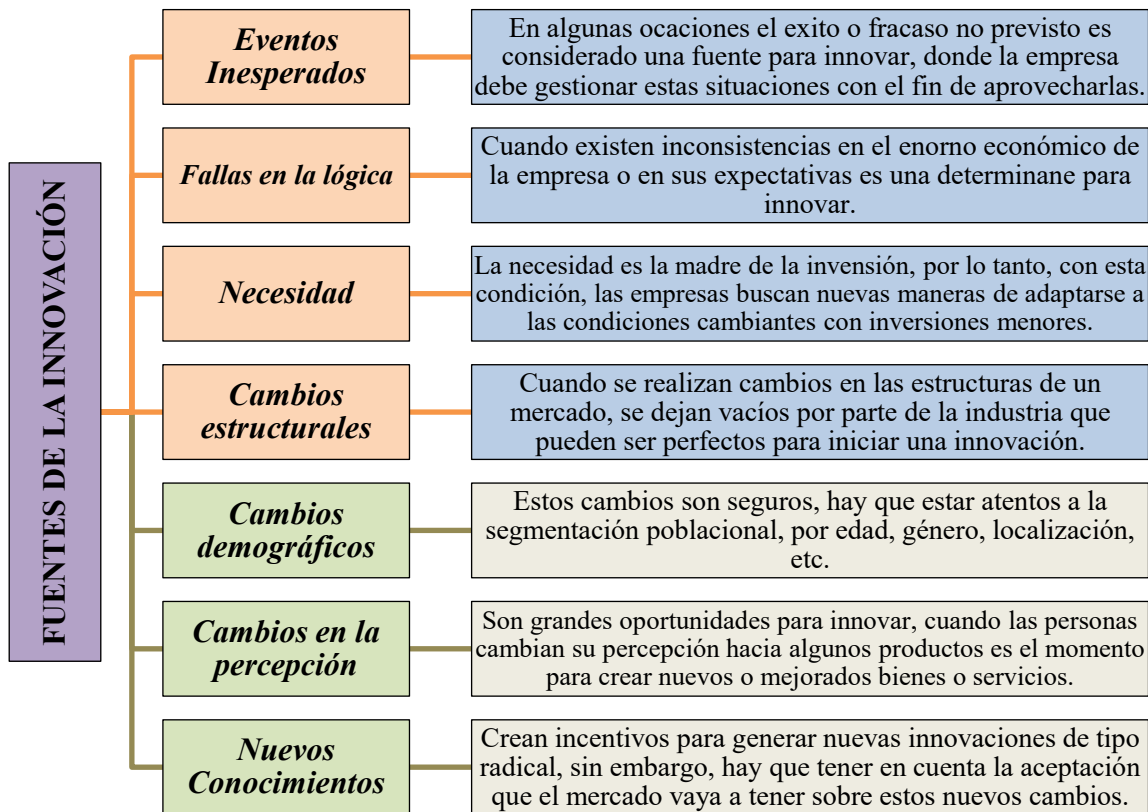 FUENTES DE LA INNOVACIÓN
Eventos
Inesperados
En algunas ocaciones el exito o fracaso no previsto es
considerado una fuente para innovar, donde la empresa
debe gestionar estas situaciones con el fin de aprovecharlas.
Fallas en la lógica
Cuando existen inconsistencias en el enorno económico de
la empresa o en sus expectativas es una determinane para
innovar.
Necesidad
La necesidad es la madre de la invensión, por lo tanto, con esta
condición, las empresas buscan nuevas maneras de adaptarse a
las condiciones cambiantes con inversiones menores.
Cambios
estructurales
Cuando se realizan cambios en las estructuras de un
mercado, se dejan vacíos por parte de la industria que
pueden ser perfectos para iniciar una innovación.
Cambios
demográficos
Estos cambios son seguros, hay que estar atentos a la
segmentación poblacional, por edad, género, localización,
etc.
Cambios en la
percepción
Son grandes oportunidades para innovar, cuando las personas
cambian su percepción hacia algunos productos es el momento
para crear nuevos o mejorados bienes o servicios.
Nuevos
Conocimientos
Crean incentivos para generar nuevas innovaciones de tipo
radical, sin embargo, hay que tener en cuenta la aceptación
que el mercado vaya a tener sobre estos nuevos cambios.